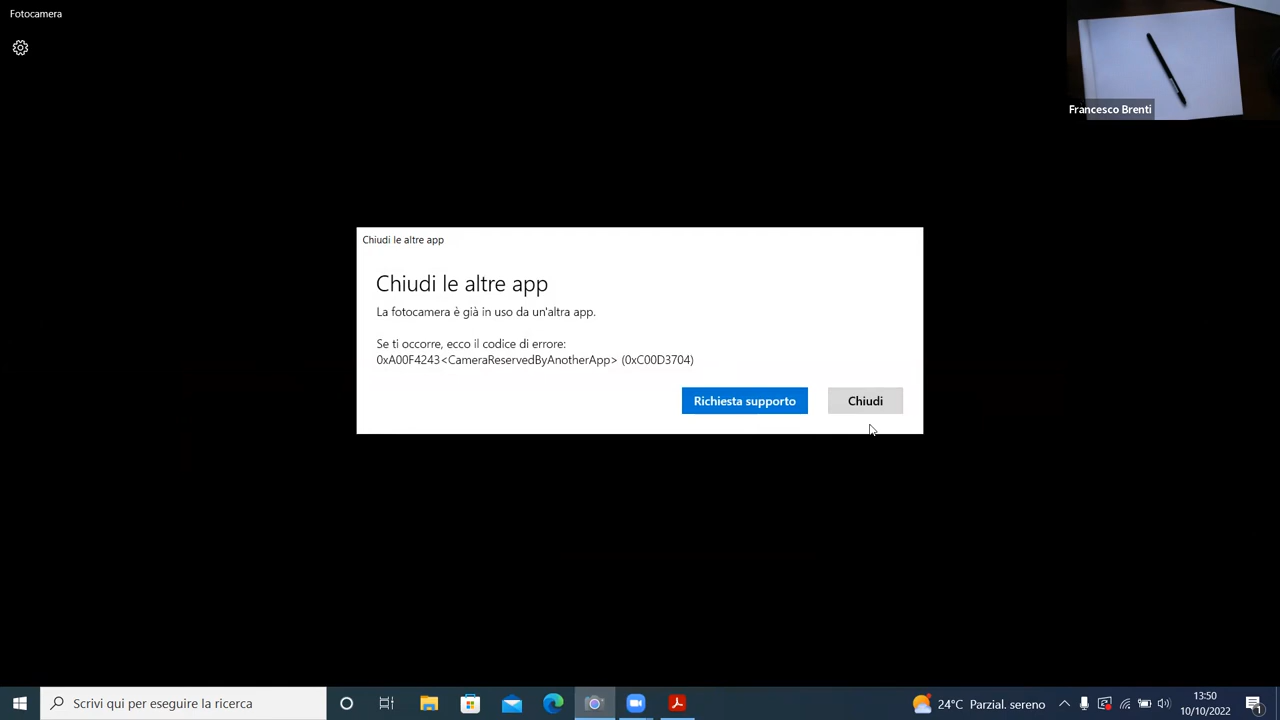 Fotocamera
Francesco Brenti
Chiudi le altre app
Chiudi le altre app
La fotocamera è già in uso da un'altra app.
Se ti occorre, ecco il codice di errore:
0xA00F4243<CameraReservedByAnotherApp> (0xC00D3704)
Richiesta supporto
Chiudi
Scrivi qui per eseguire la ricerca
24°C Parzial. sereno
13:50
10/10/2022
1